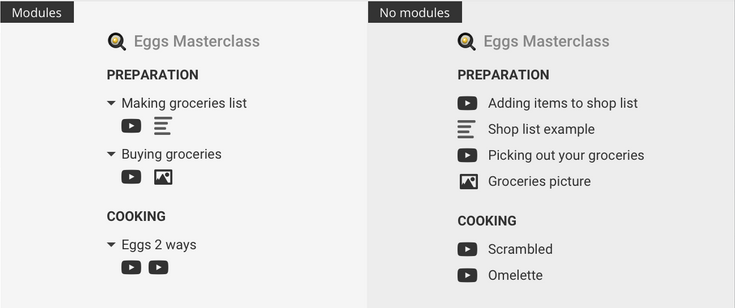 Modules
Eggs Masterclass
PREPARATION
Making groceries list
Buying groceries
COOKING
Eggs 2 ways
No modules
Eggs Masterclass
PREPARATION
Adding items to shop list
Shop list example
Picking out your groceries
Groceries picture
COOKING
Scrambled
Omelette